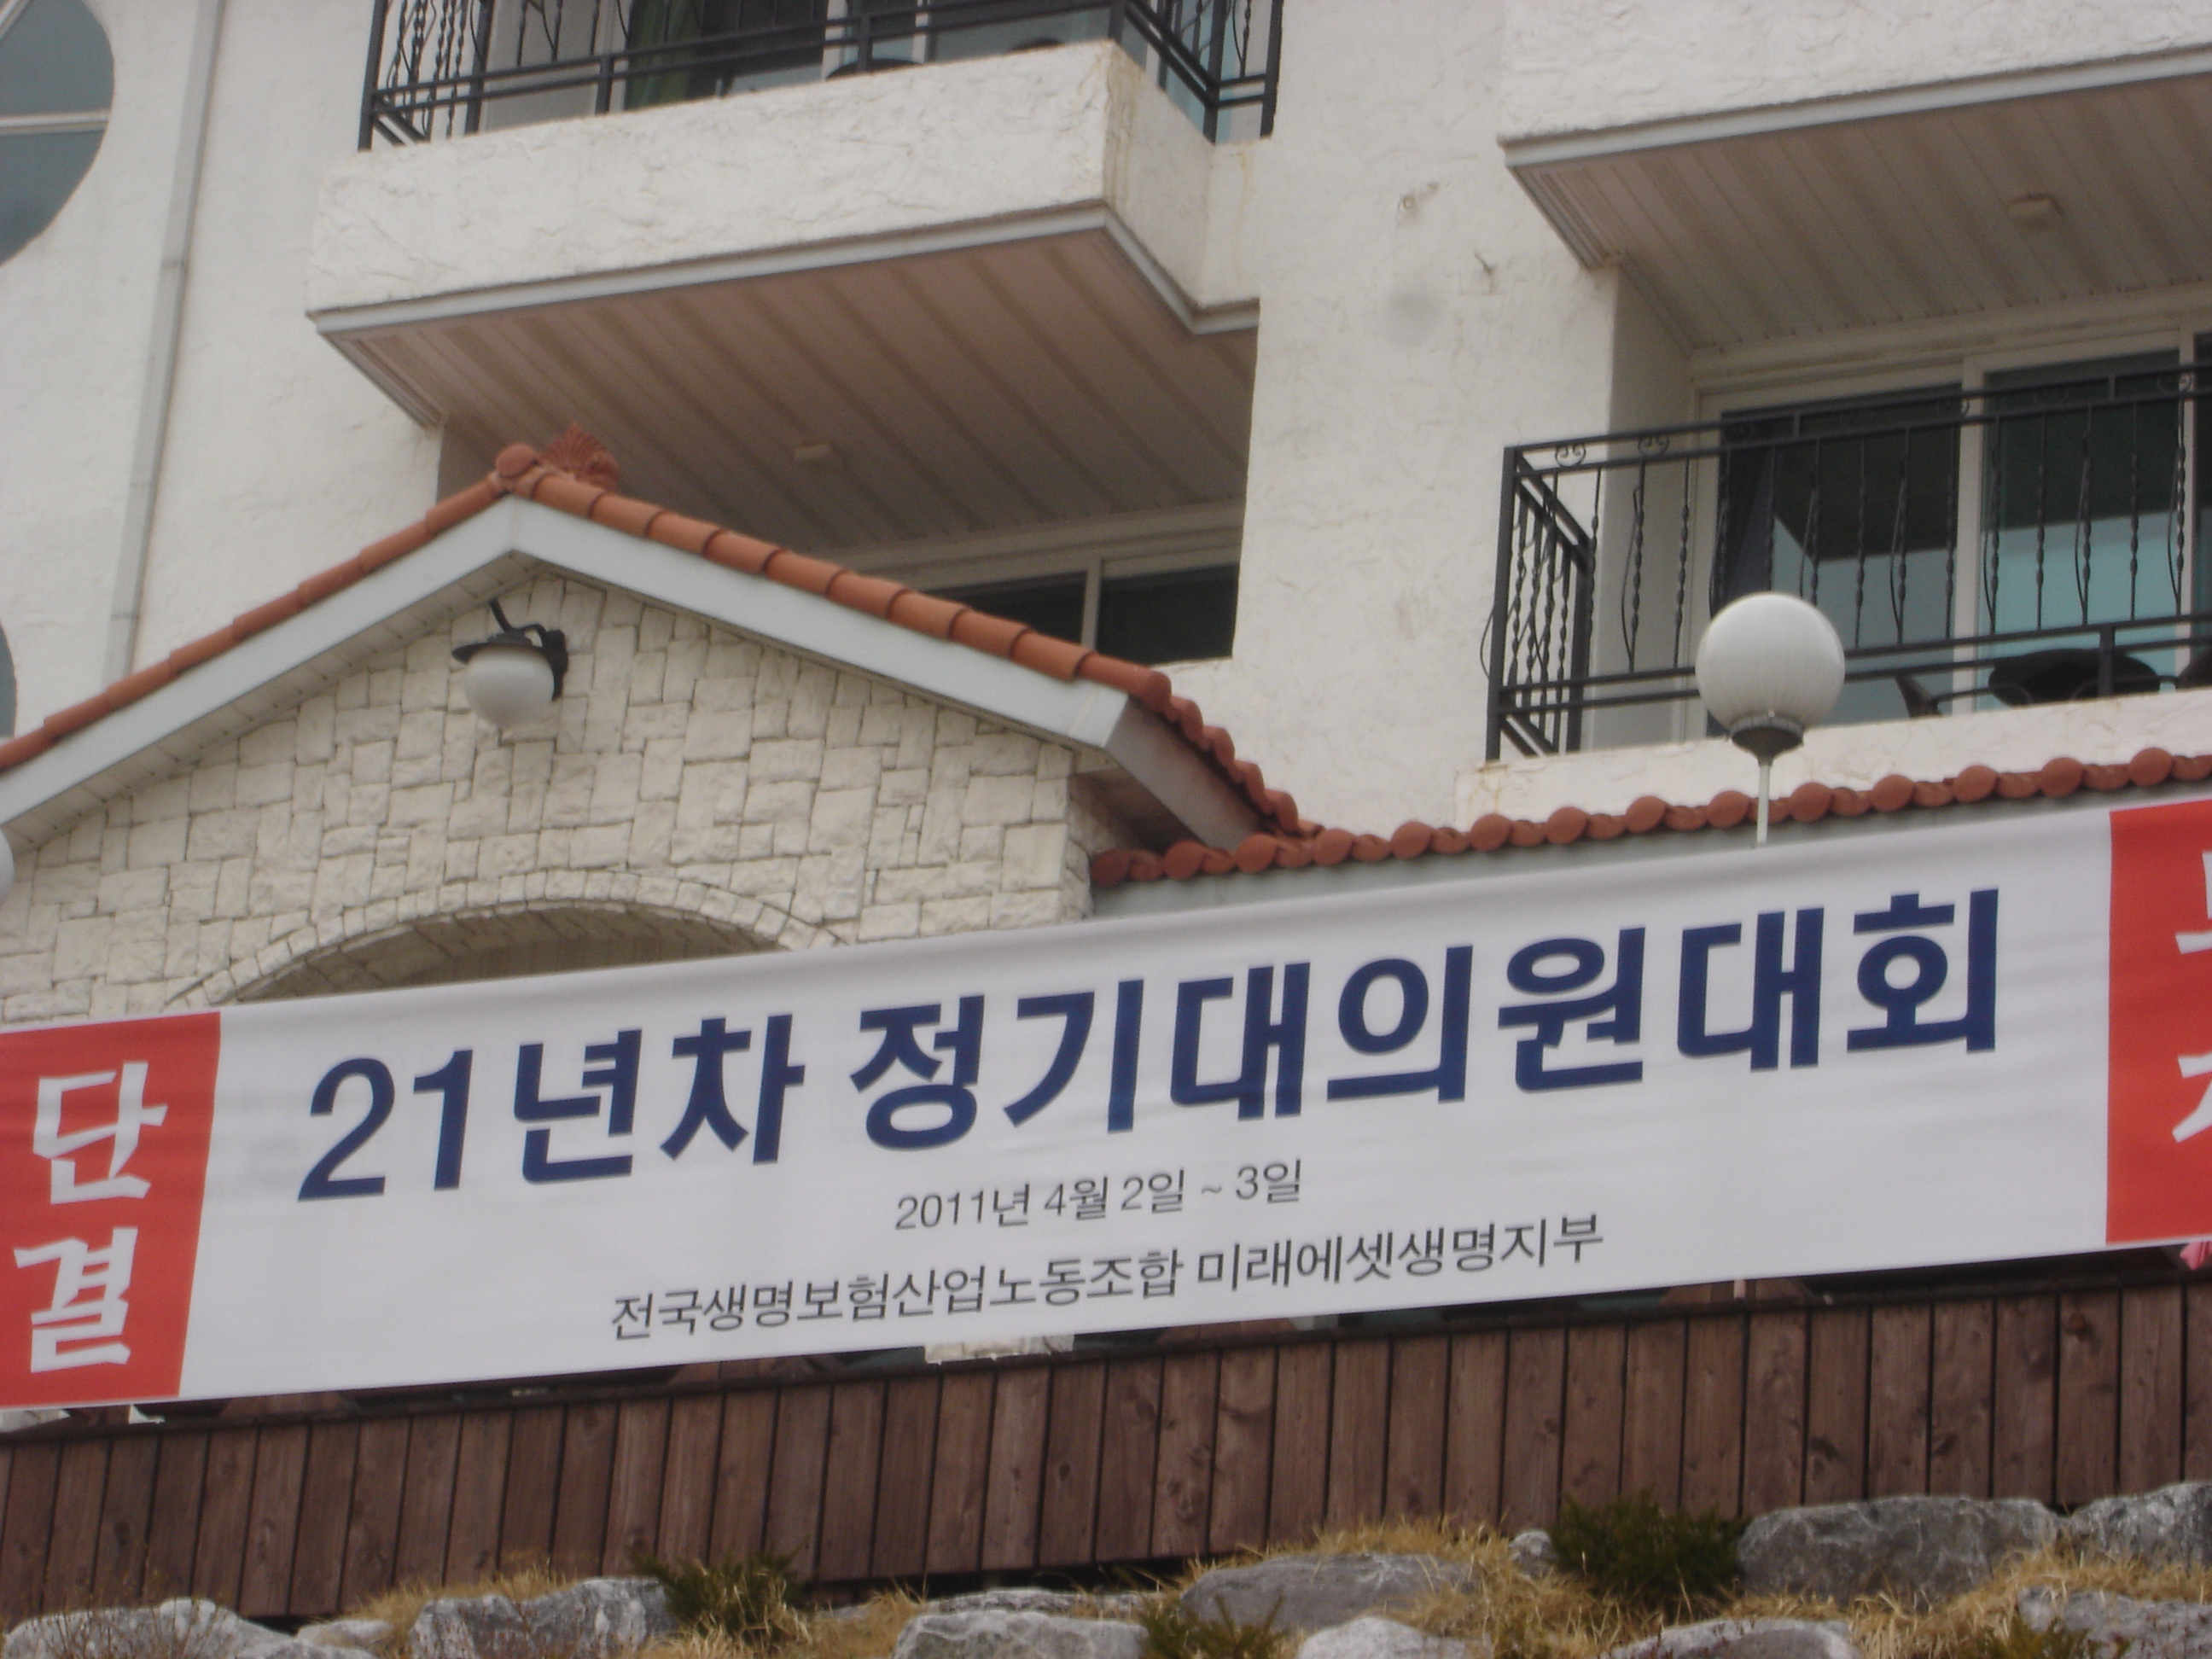 단결
21년차 정기대의원대회
2011년 4월 2일 ~ 3일
전국생명보험산업노동조합 미래에셋생명지부